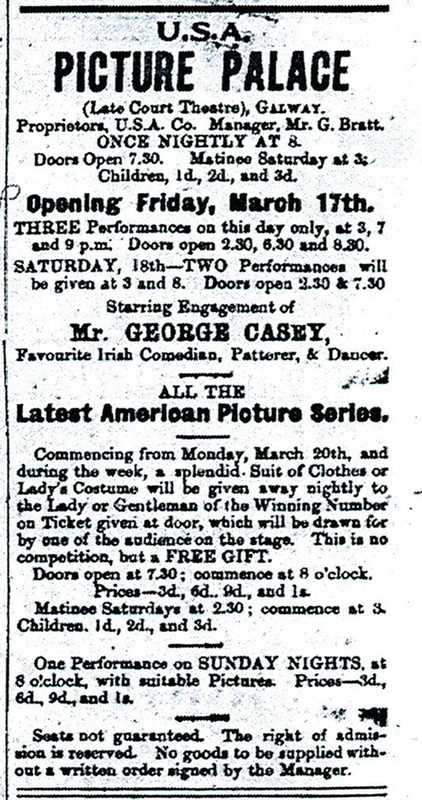 U.S.A.
PICTURE PALACE
(Late Court Theatre), GALWAY.
Proprietors, U.S.A. Co. Manager, Mr. G. Bratt.
ONCE NIGHTLY AT 8.
Doors Open 7.30. Matinee Saturday at 3;
Children, 1d., 2d., and 3d.
Opening Friday, March 17th.
THREE Performances on this day only, at 3, 7
and 9 p.m. Doors open 2.30, 6.30 and 8.30.
SATURDAY, 18th—TWO Performances will
be given at 3 and 8. Doors open 2.30 & 7.30
Starring Engagement of
Mr. GEORGE CASEY,
Favourite Irish Comedian, Patterer, & Dancer.
ALL THE
Latest American Picture Series.
Commencing from Monday, March 20th, and
during the week, a splendid Suit of Clothes or
Lady's Costume will be given away nightly to
the Lady or Gentleman of the Winning Number
on Ticket given at door, which will be drawn for
by one of the audience on the stage. This is no
competition, but a FREE GIFT.
Doors open at 7.30; commence at 8 o'clock.
Prices—3d., 6d.. 9d., and 1s.
Matinee Saturdays at 2.30; commence at 3.
Children. 1d., 2d., and 3d.
One Performance on SUNDAY NIGHTS, at
8 o'clock, with suitable Pictures. Prices—3d.,
6d., 9d., and 1s.
Seats not guaranteed. The right of admis-
sion is reserved. No goods to be supplied with-
out a written order signed by the Manager.